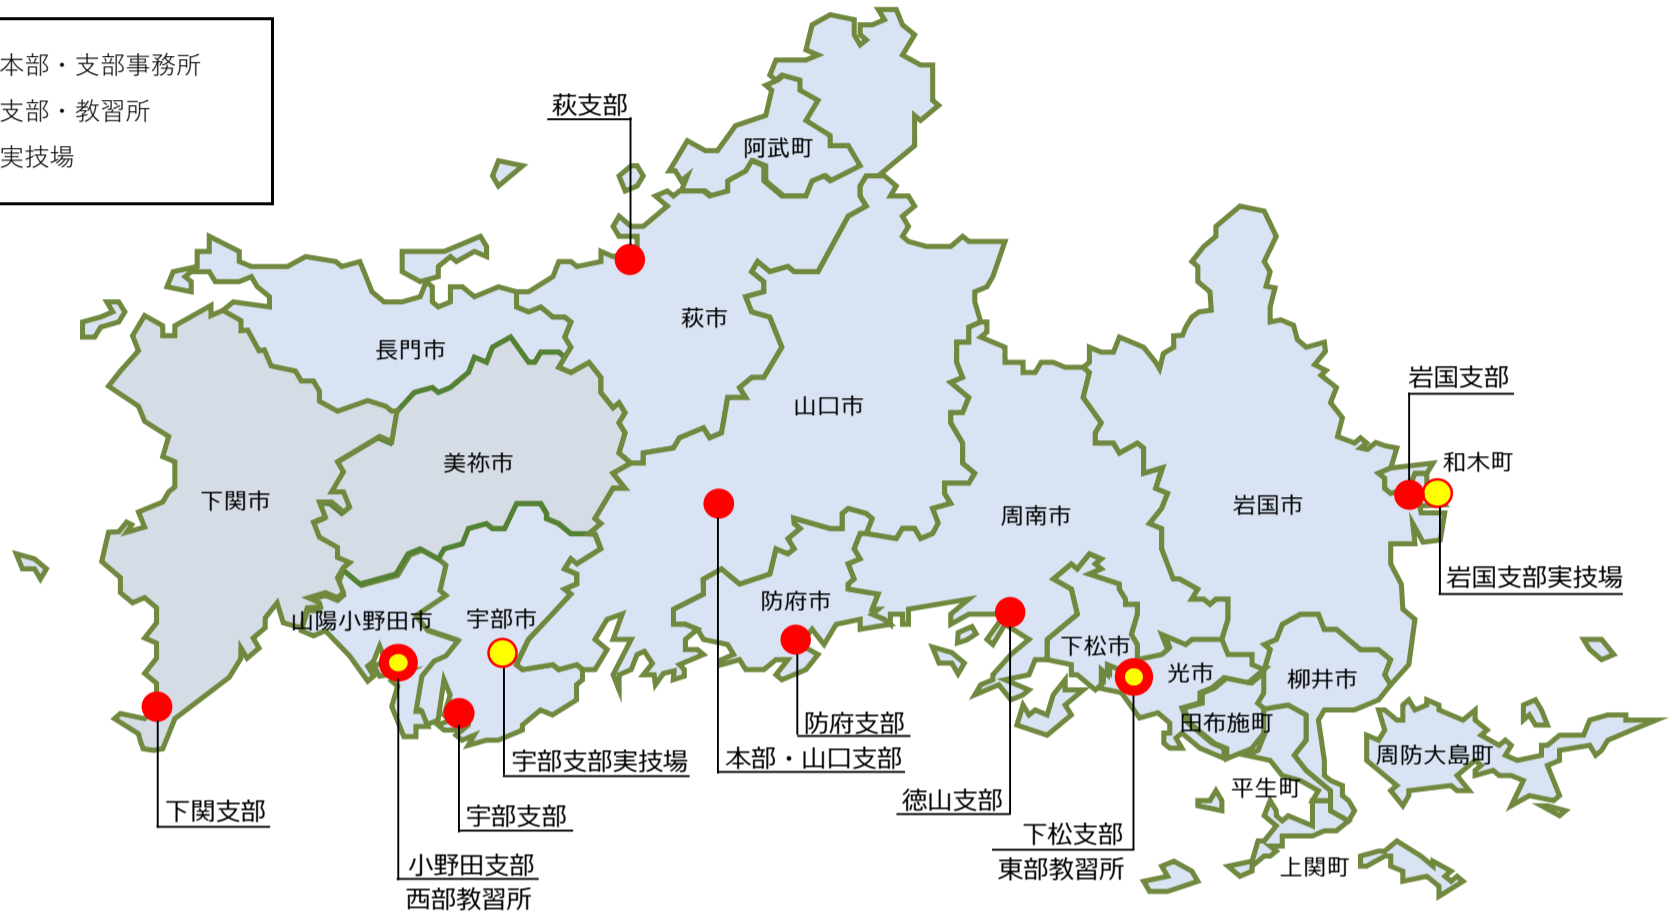 本部・支部事務所
支部・教習所
実技場
萩支部
阿武町
萩市
長門市
岩国支部
山口市
和木町
美祢市
下関市
岩国市
周南市
岩国支部実技場
防府市
山陽小野田市
宇部市
下松市
光市
柳井市
防府支部
田布施町
周防大島町
本部・山口支部
宇部支部実技場
平生町
徳山支部
下関支部
宇部支部
下松支部
東部教習所
小野田支部
西部教習所
上関町